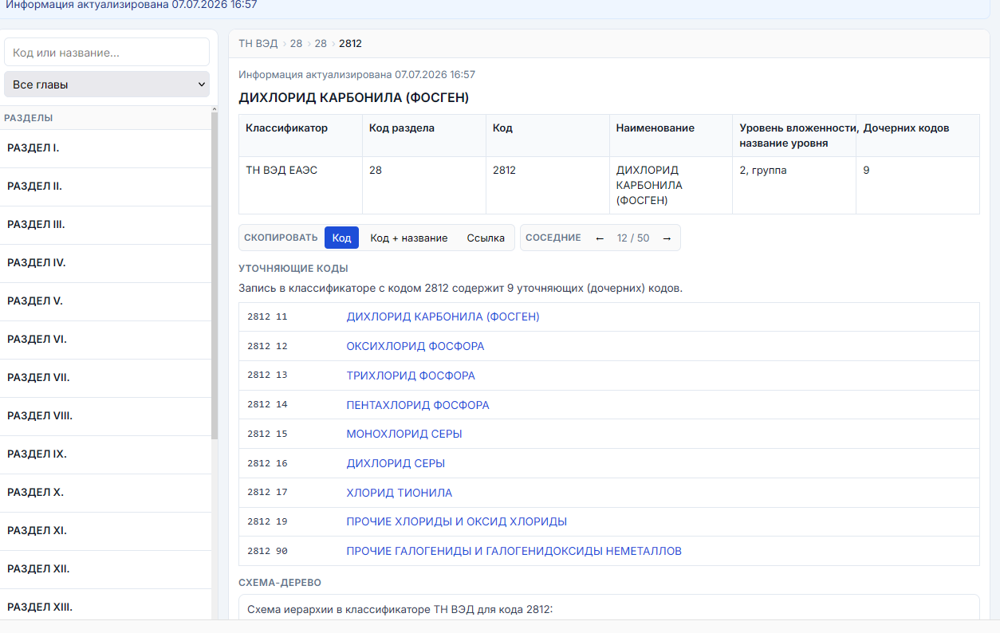 Информация актуализирована 07.07.2026 16:57
Код или название...
Все главы
РАЗДЕЛЫ
РАЗДЕЛ I.
РАЗДЕЛ II.
РАЗДЕЛ III.
РАЗДЕЛ IV.
РАЗДЕЛ V.
РАЗДЕЛ VI.
РАЗДЕЛ VII.
РАЗДЕЛ VIII.
РАЗДЕЛ IX.
РАЗДЕЛ X.
РАЗДЕЛ XI.
РАЗДЕЛ XII.
РАЗДЕЛ XIII.
ТН ВЭД › 28 › 28 › 2812
Информация актуализирована 07.07.2026 16:57
ДИХЛОРИД КАРБОНИЛА (ФОСГЕН)
Классификатор Код раздела Код Наименование Уровень вложенности, Дочерних кодов
название уровня
ТН ВЭД ЕАЭС 28 2812 ДИХЛОРИД 2, группа 9
КАРБОНИЛА
(ФОСГЕН)
СКОПИРОВАТЬ Код Код + название Ссылка СОСЕДНИЕ ← 12 / 50 →
УТОЧНЯЮЩИЕ КОДЫ
Запись в классификаторе с кодом 2812 содержит 9 уточняющих (дочерних) кодов.
2812 11 ДИХЛОРИД КАРБОНИЛА (ФОСГЕН)
2812 12 ОКСИХЛОРИД ФОСФОРА
2812 13 ТРИХЛОРИД ФОСФОРА
2812 14 ПЕНТАХЛОРИД ФОСФОРА
2812 15 МОНОХЛОРИД СЕРЫ
2812 16 ДИХЛОРИД СЕРЫ
2812 17 ХЛОРИД ТИОНИЛА
2812 19 ПРОЧИЕ ХЛОРИДЫ И ОКСИД ХЛОРИДЫ
2812 90 ПРОЧИЕ ГАЛОГЕНИДЫ И ГАЛОГЕНИДОКСИДЫ НЕМЕТАЛЛОВ
СХЕМА-ДЕРЕВО
Схема иерархии в классификаторе ТН ВЭД для кода 2812: